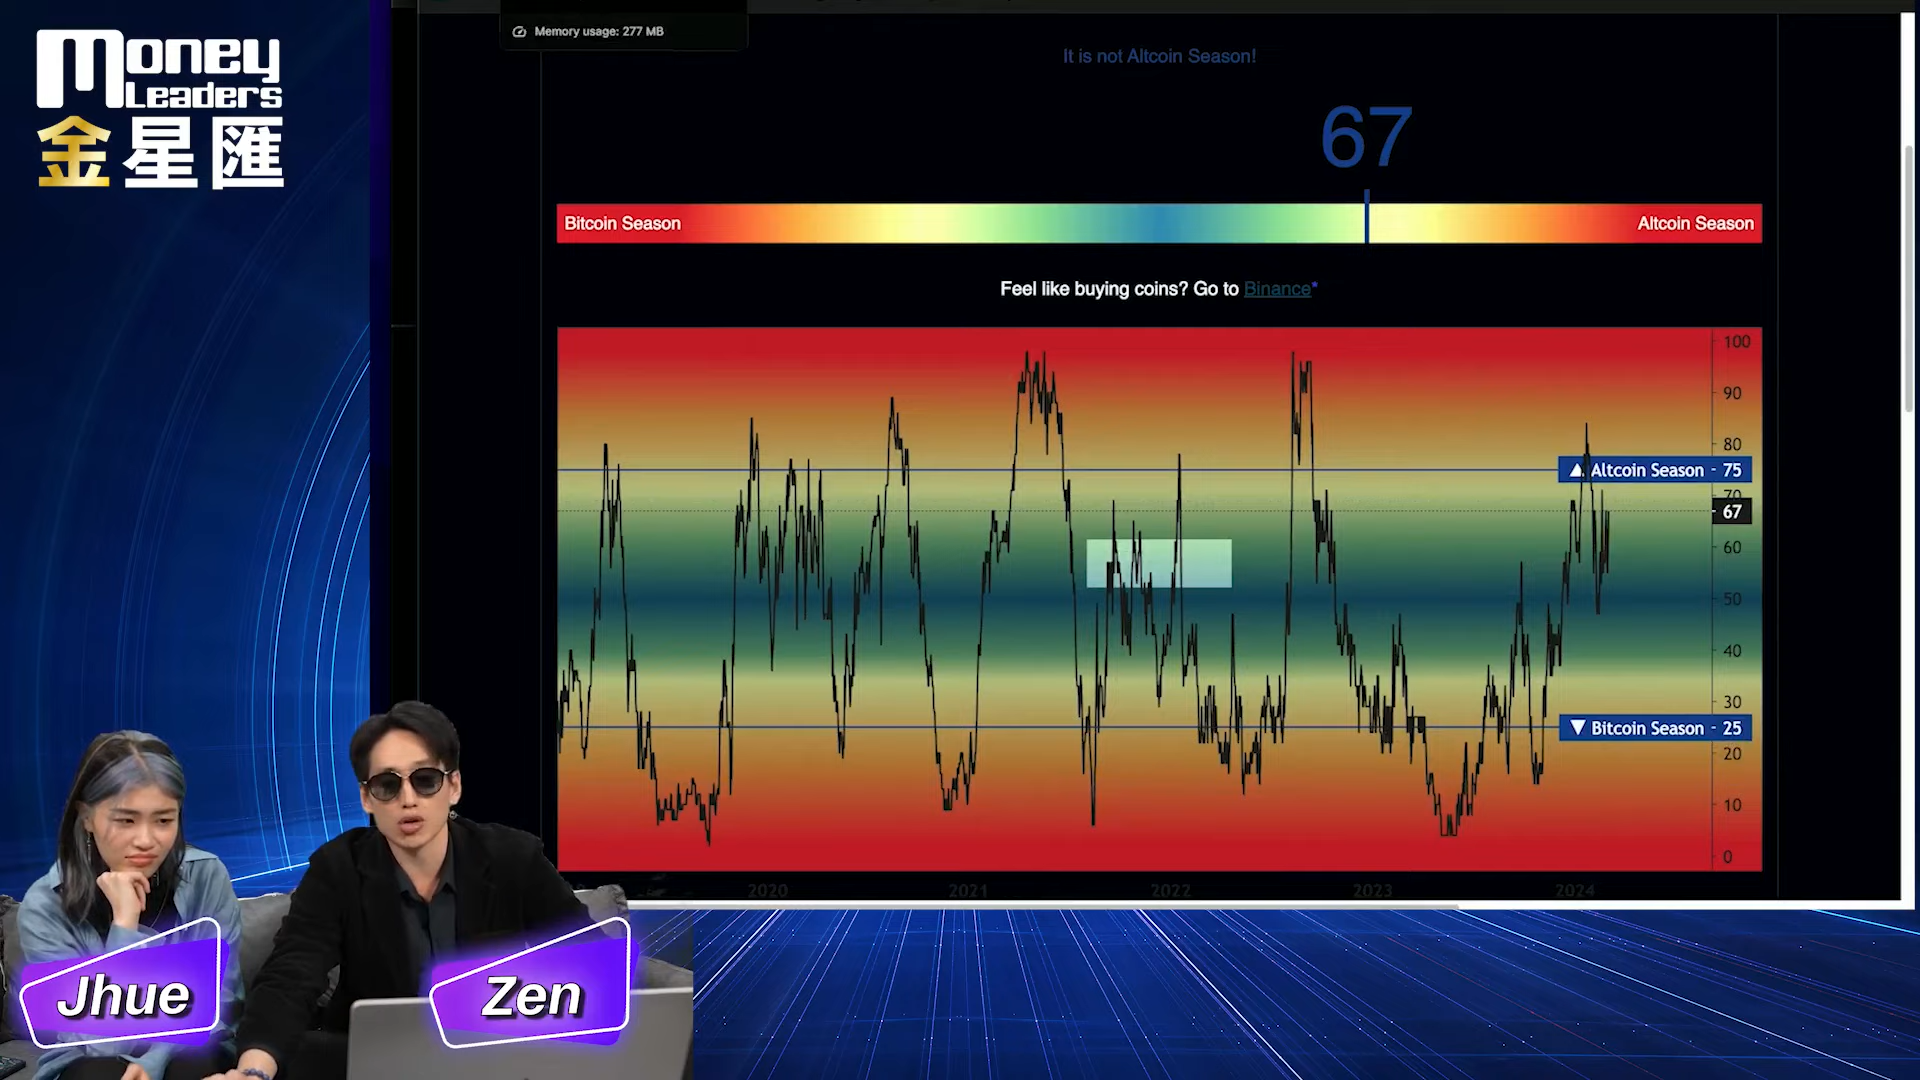 Money
Leaders
金星匯
Memory usage: 277 MB
It is not Altcoin Season!
67
Bitcoin Season
Altcoin Season
Feel like buying coins? Go to Binance*
100
90
80
▲ Altcoin Season - 75
70
67
60
50
40
30
▼ Bitcoin Season - 25
20
10
0
2020
2021
2022
2023
2024
Jhue
Zen